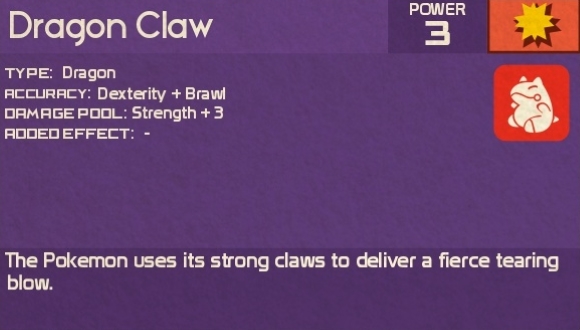 Dragon Claw
POWER
3
TYPE: Dragon
ACCURACY: Dexterity + Brawl
DAMAGE POOL: Strength + 3
ADDED EFFECT: -
The Pokemon uses its strong claws to deliver a fierce tearing
blow.